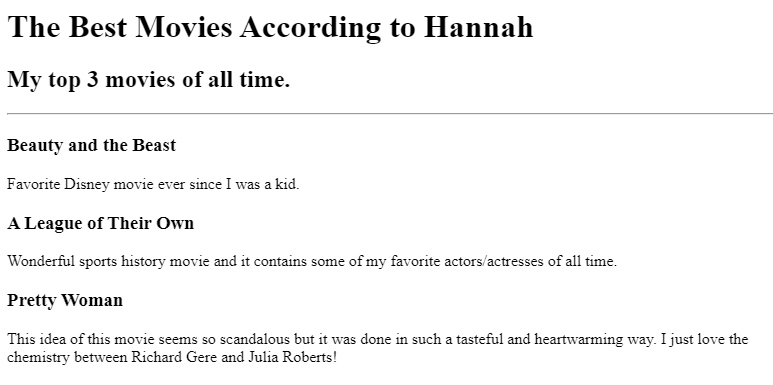 The Best Movies According to Hannah
My top 3 movies of all time.
Beauty and the Beast
Favorite Disney movie ever since I was a kid.
A League of Their Own
Wonderful sports history movie and it contains some of my favorite actors/actresses of all time.
Pretty Woman
This idea of this movie seems so scandalous but it was done in such a tasteful and heartwarming way. I just love the
chemistry between Richard Gere and Julia Roberts!